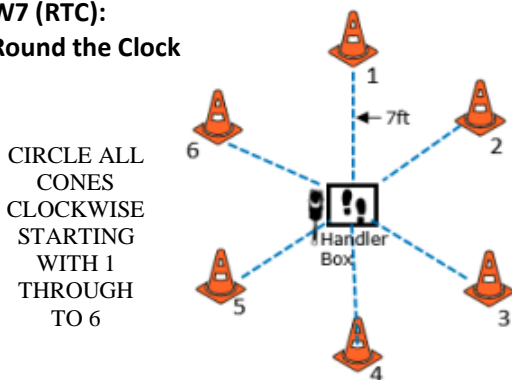 W7 (RTC):
Round the Clock
1
7ft
6
2
CIRCLE ALL
CONES
CLOCKWISE
STARTING
WITH 1
THROUGH
TO 6
Handler
Box
5
3
4